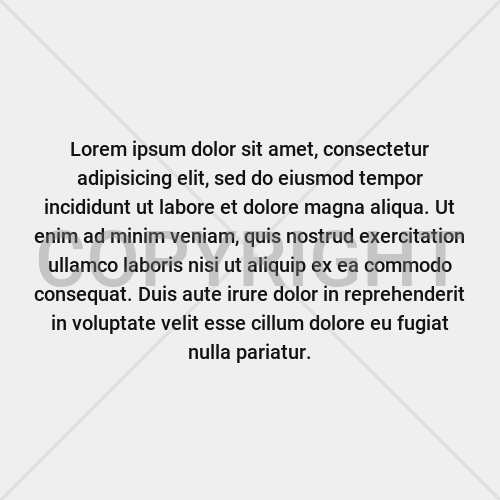 Lorem ipsum dolor sit amet, consectetur
adipisicing elit, sed do eiusmod tempor
incididunt ut labore et dolore magna aliqua. Ut
enim ad minim veniam, quis nostrud exercitation
COPYRIGHT
ullamco laboris nisi ut aliquip ex ea commodo
consequat. Duis aute irure dolor in reprehenderit
in voluptate velit esse cillum dolore eu fugiat
nulla pariatur.